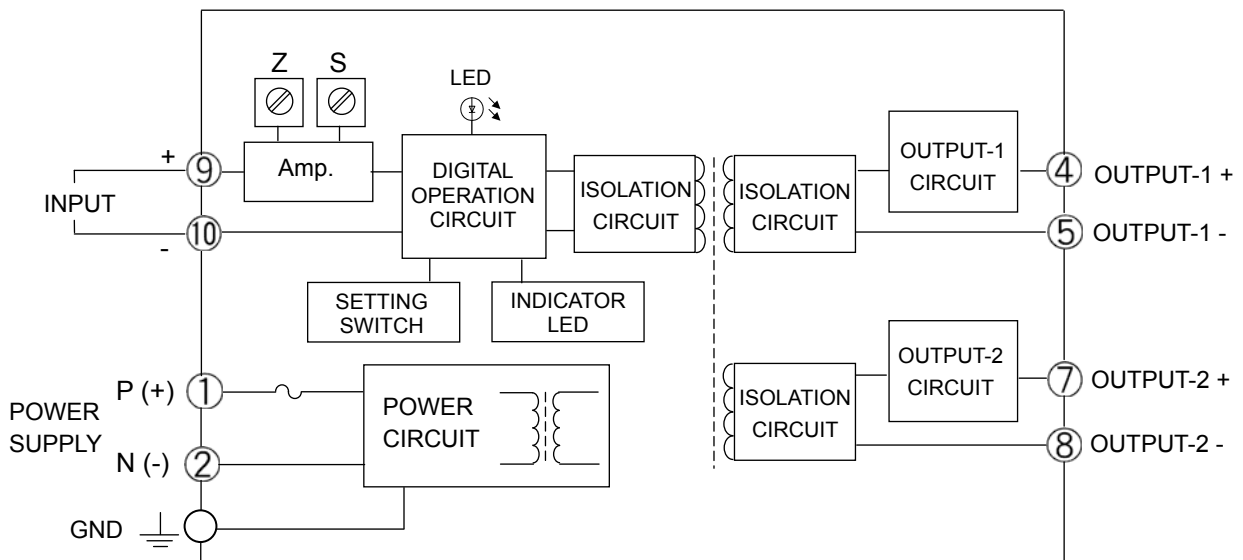 Z S
LED
+ 9 Amp.
DIGITAL
OPERATION
CIRCUIT
ISOLATION
CIRCUIT
ISOLATION
CIRCUIT
OUTPUT-1
CIRCUIT
4 OUTPUT-1 +
INPUT
- 10
5 OUTPUT-1 -
SETTING
SWITCH
INDICATOR
LED
POWER
SUPPLY
P (+) 1
N (-) 2
GND
POWER
CIRCUIT
ISOLATION
CIRCUIT
OUTPUT-2
CIRCUIT
7 OUTPUT-2 +
8 OUTPUT-2 -